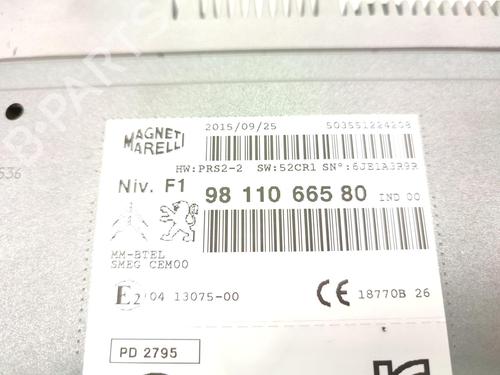 MAGNETI MARELLI
2015/09/25 503551224208
HW:PRS2-2 SW:52CR1 SN°:6JE1A3R9R
Niv. F1 98 110 665 80 IND 00
MM-BTEL
SMEG CEM00
E2 04 13075-00 CE 18770B 26
PD 2795
536
B-PARTS